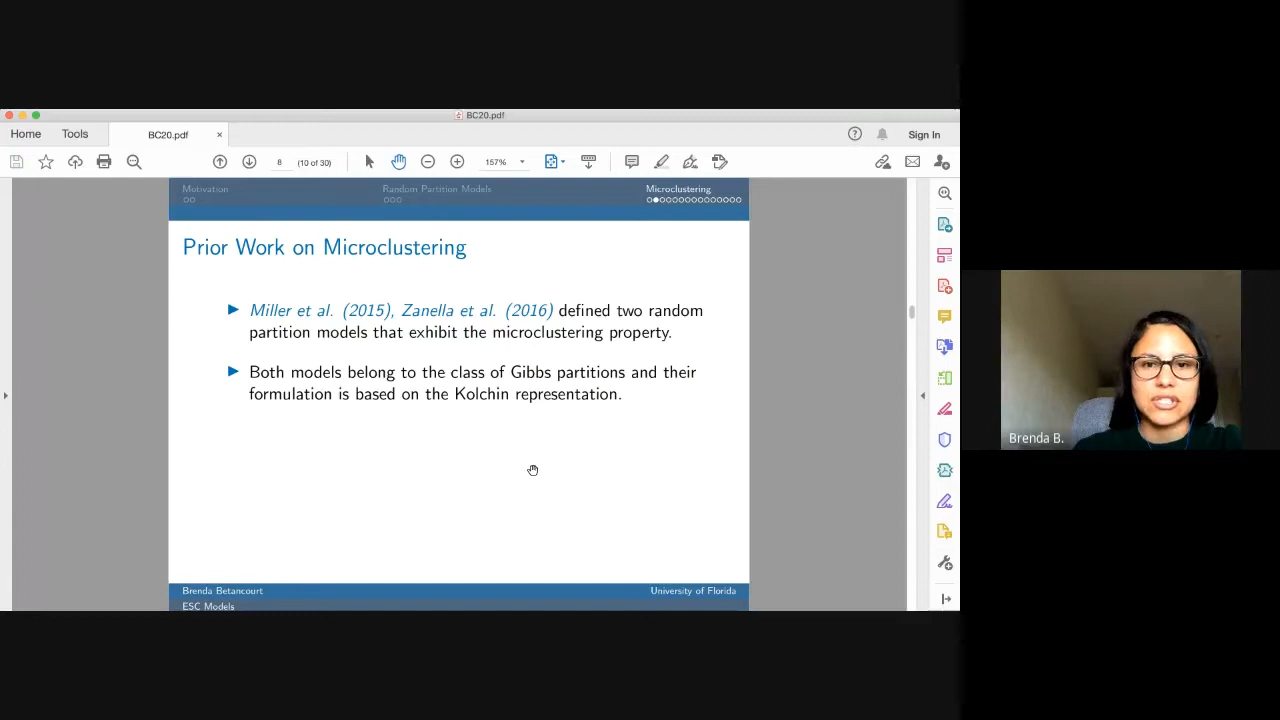 BC20.pdf
Home Tools BC20.pdf × Sign In
8 (10 of 30) 157%
Motivation Random Partition Models Microclustering
Prior Work on Microclustering
Miller et al. (2015), Zanella et al. (2016) defined two random
partition models that exhibit the microclustering property.
Both models belong to the class of Gibbs partitions and their
formulation is based on the Kolchin representation.
Brenda B.
Brenda Betancourt University of Florida
ESC Models